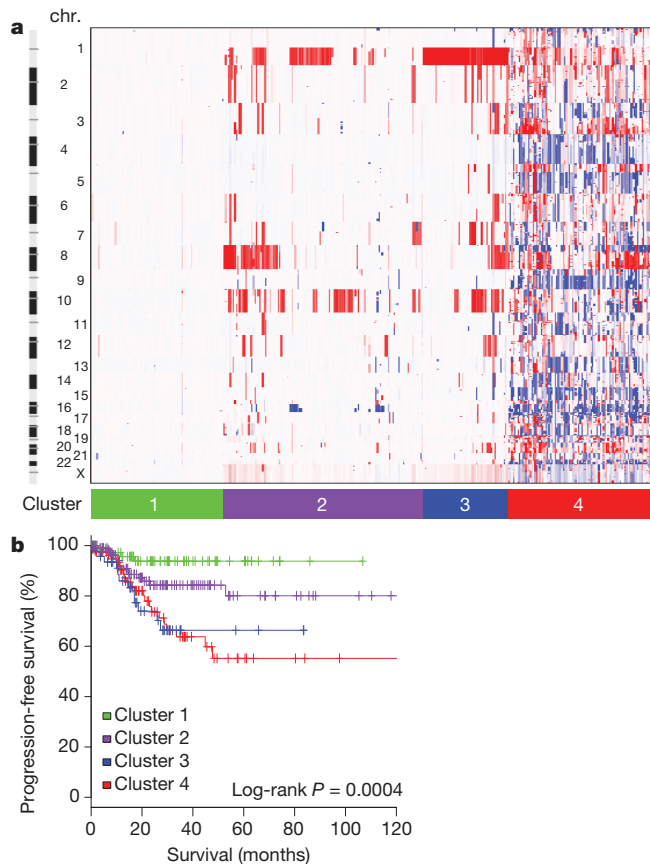 a
chr.
1
2
3
4
5
6
7
8
9
10
11
12
13
14
15
16
17
18
19
20
21
22
X
Cluster 1 2 3 4
b
Progression-free survival (%)
100
80
60
40
20
0
Cluster 1
Cluster 2
Cluster 3
Cluster 4
Log-rank P = 0.0004
0 20 40 60 80 100 120
Survival (months)